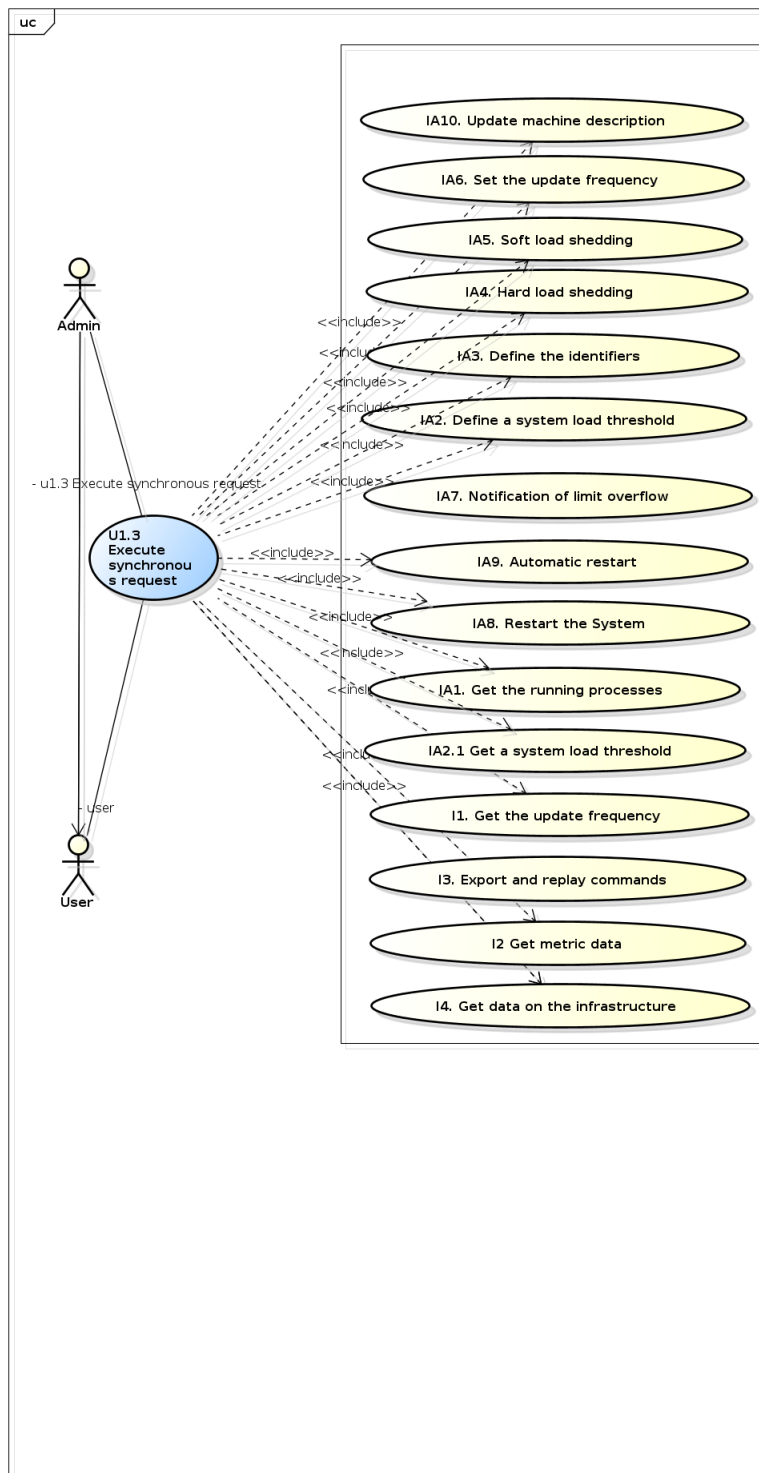 uc
IA10. Update machine description
IA6. Set the update frequency
IA5. Soft load shedding
IA4. Hard load shedding
Admin
<<include>>
<<inclu
IA3. Define the identifiers
<<include>>
<<include>>
IA2. Define a system load threshold
<<include>>
- u1.3 Execute synchronous request
<<include>>
IA7. Notification of limit overflow
U1.3
Execute
synchronou
s request
<<include>>
IA9. Automatic restart
<<include>>
<<include>>
IA8. Restart the System
<<include>>
<<incl
IA1. Get the running processes
<<inclu
IA2.1 Get a system load threshold
<<include>>
- user
I1. Get the update frequency
User
I3. Export and replay commands
I2 Get metric data
I4. Get data on the infrastructure